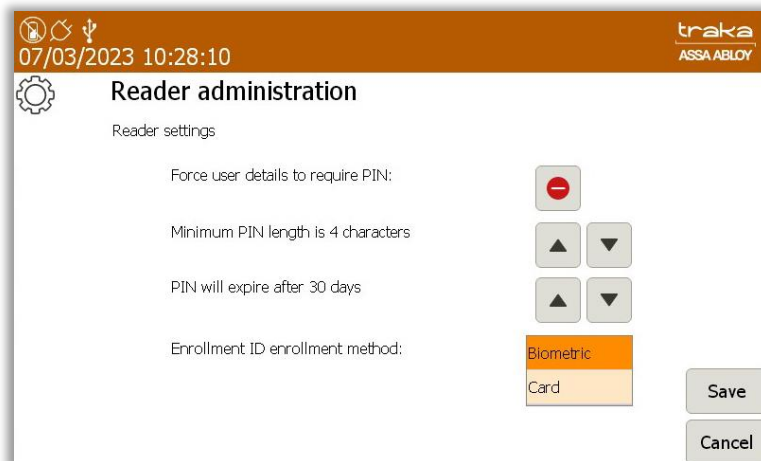 traka
07/03/2023 10:28:10
ASSA ABLOY
Reader administration
Reader settings
Force user details to require PIN:
Minimum PIN length is 4 characters
PIN will expire after 30 days
Enrollment ID enrollment method:
Biometric
Card
Save
Cancel